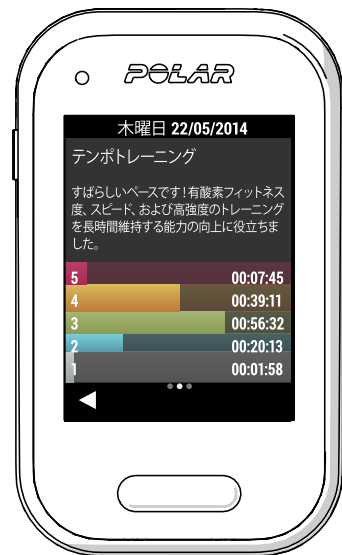 POLAR
木曜日 22/05/2014
テンポトレーニング
すばらしいペースです！有酸素フィットネス
度、スピード、および高強度のトレーニング
を長時間維持する能力の向上に役立ちま
した。
5 00:07:45
4 00:39:11
3 00:56:32
2 00:20:13
1 00:01:58